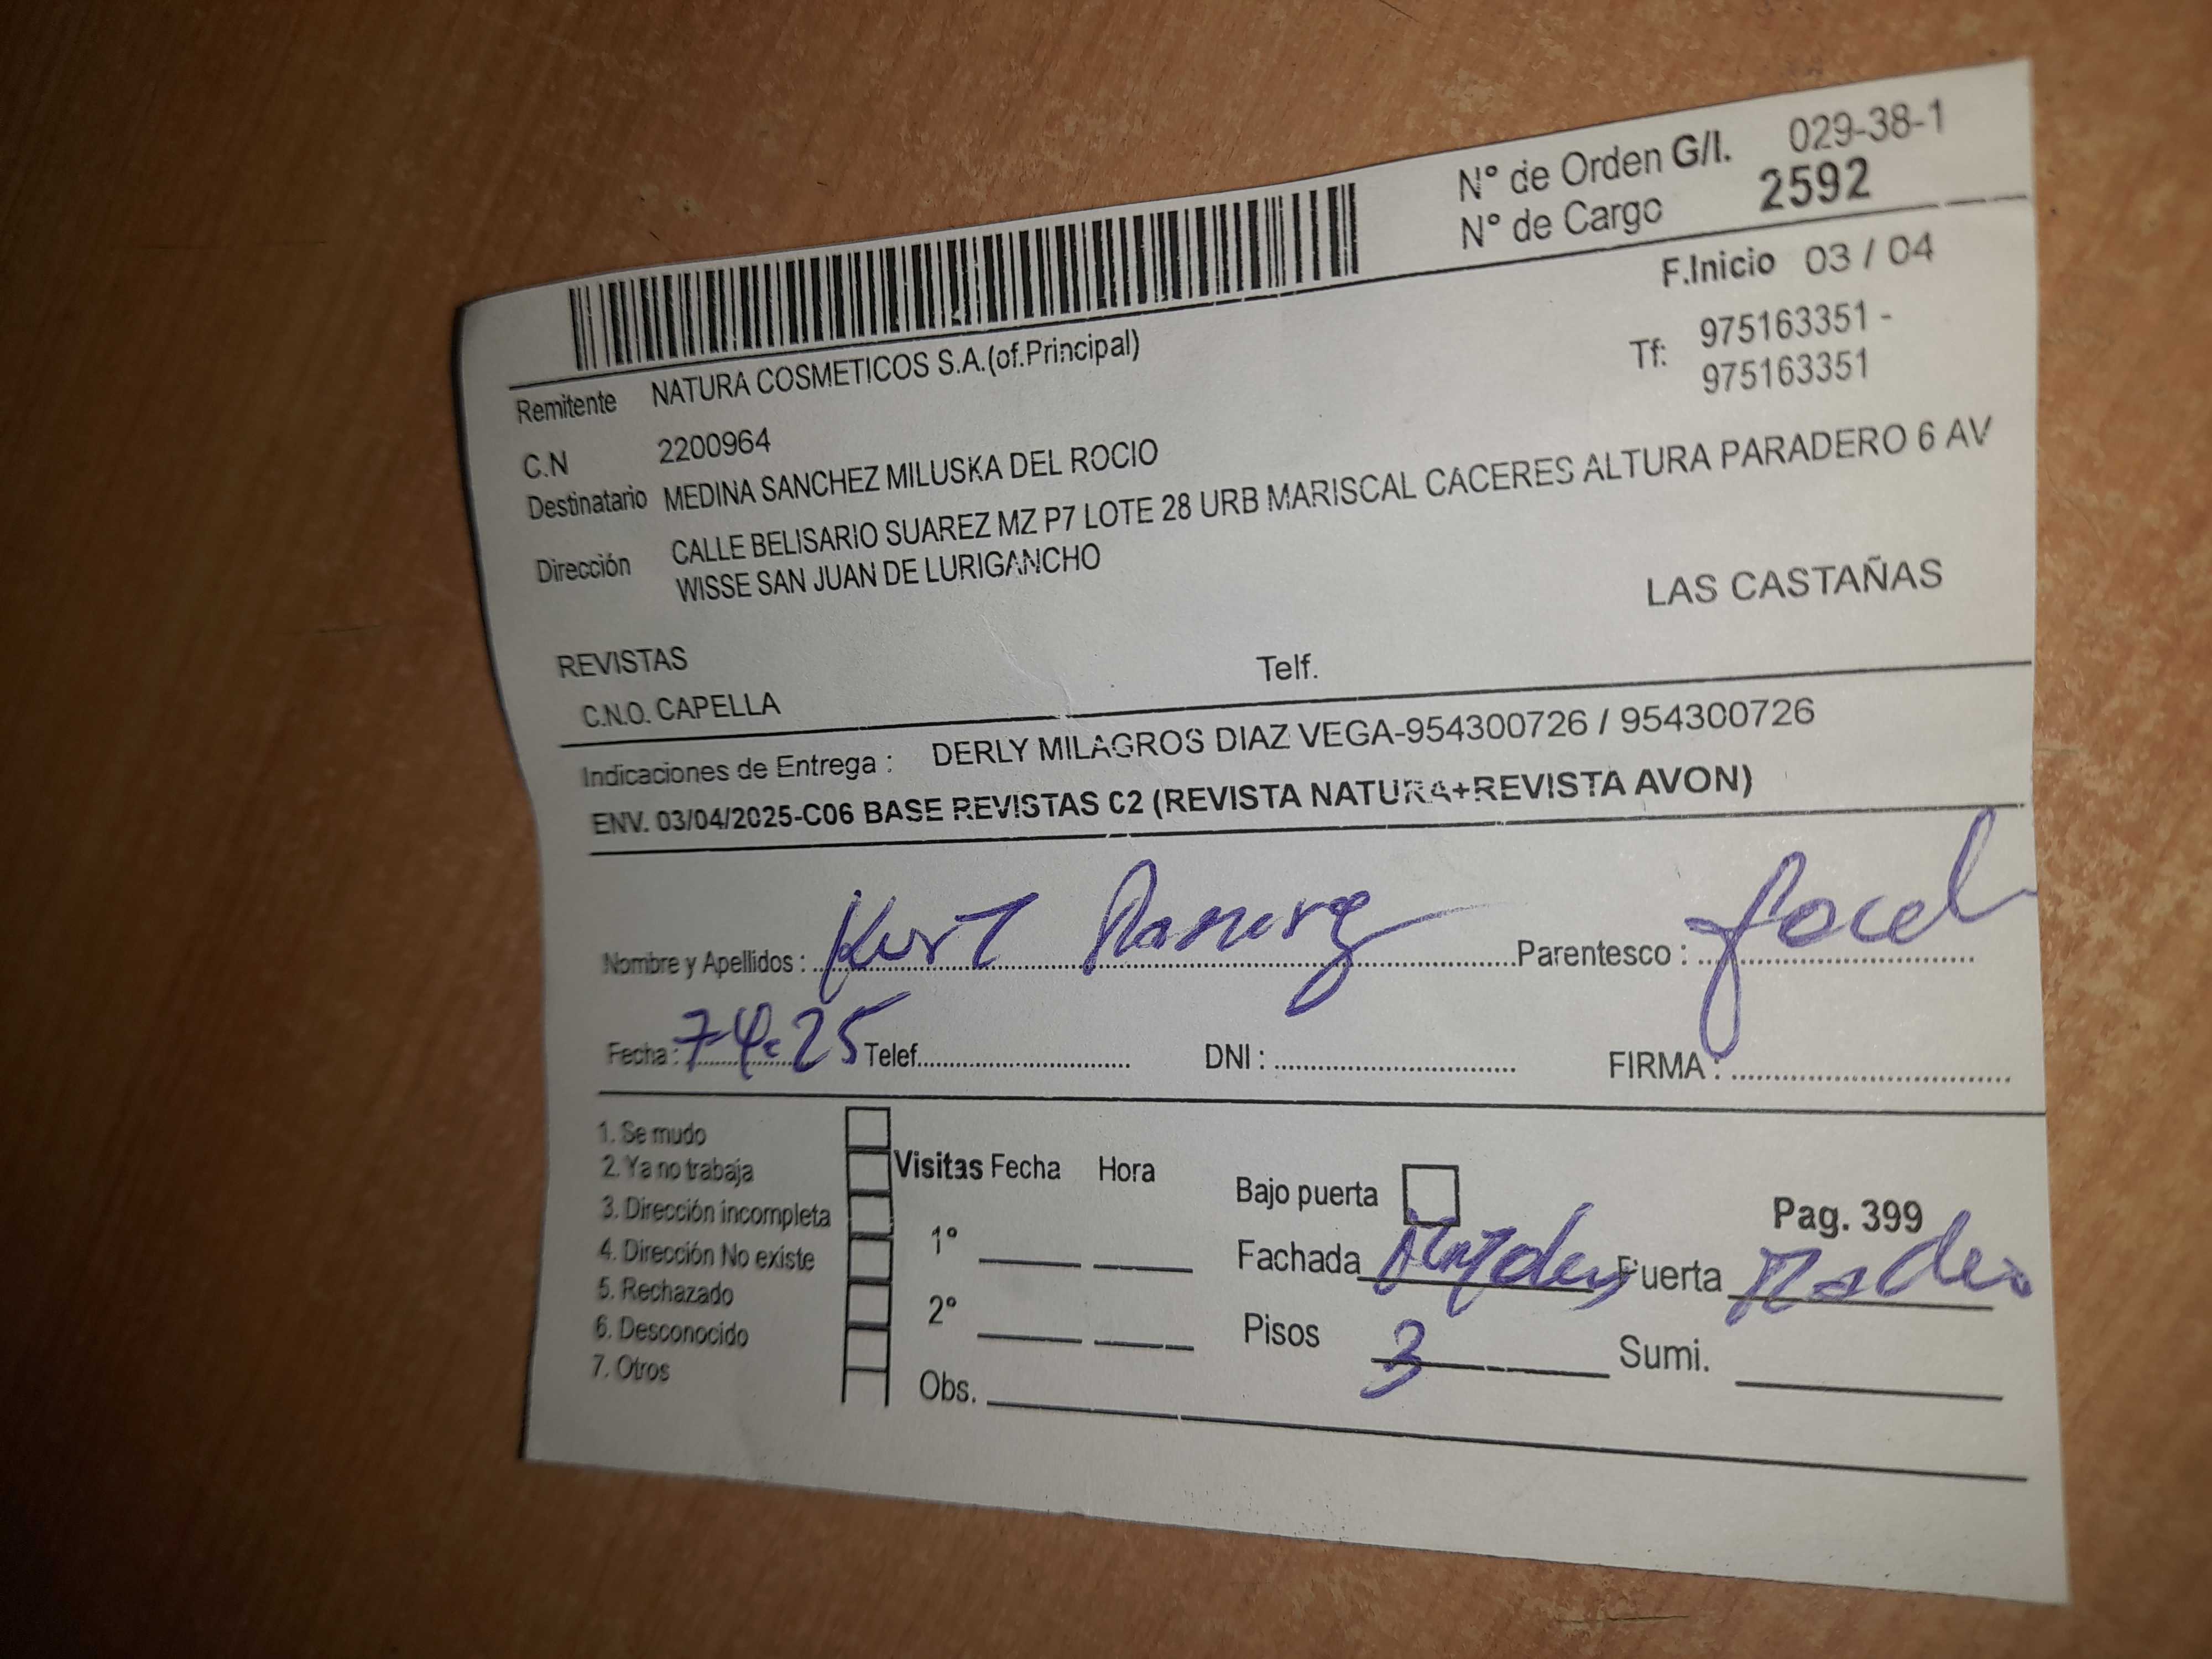 N° de Orden G/I. 029-38-1
N° de Cargo 2592
F.Inicio 03 / 04
Remitente NATURA COSMETICOS S.A.(of.Principal)
Tf: 975163351 -
975163351
C.N 2200964
Destinatario MEDINA SANCHEZ MILUSKA DEL ROCIO
Dirección CALLE BELISARIO SUAREZ MZ P7 LOTE 28 URB MARISCAL CACERES ALTURA PARADERO 6 AV
WISSE SAN JUAN DE LURIGANCHO
LAS CASTAÑAS
REVISTAS
Telf.
C.N.O. CAPELLA
Indicaciones de Entrega : DERLY MILAGROS DIAZ VEGA-954300726 / 954300726
ENV. 03/04/2025-C06 BASE REVISTAS C2 (REVISTA NATURA+REVISTA AVON)
Nombre y Apellidos : Kurt Ramirez Parentesco :
Fecha : 7-4-25 Telef. DNI : FIRMA :
1. Se mudo
2. Ya no trabaja
3. Dirección incompleta
4. Dirección No existe
5. Rechazado
6. Desconocido
7. Otros
Visitas Fecha Hora
1°
2°
Obs.
Bajo puerta
Pag. 399
Fachada Puerta
Pisos 3 Sumi.